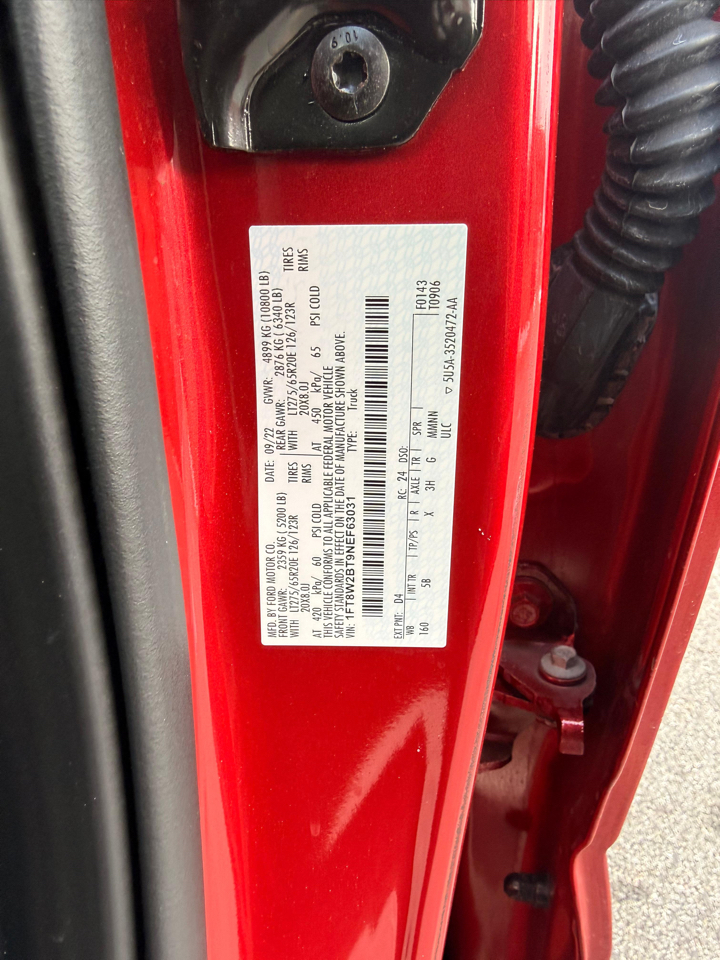 10.9
MFD. BY FORD MOTOR CO.
DATE: 09/22 GVWR: 4899 KG (10800 LB)
FRONT GAWR: 2359 KG ( 5200 LB) REAR GAWR: 2876 KG ( 6340 LB)
WITH LT275/65R20E 126/123R TIRES WITH LT275/65R20E 126/123R TIRES
20X8.0J RIMS 20X8.0J RIMS
AT 420 kPa/ 60 PSI COLD AT 450 kPa/ 65 PSI COLD
THIS VEHICLE CONFORMS TO ALL APPLICABLE FEDERAL MOTOR VEHICLE
SAFETY STANDARDS IN EFFECT ON THE DATE OF MANUFACTURE SHOWN ABOVE.
VIN: 1FT8W2BT9NEF63031 TYPE: Truck
EXT PNT: D4 RC: 24 DSO: F0143
WB INT TR TP/PS R AXLE TR SPR T0906
160 5B X 3H G MMNNN
ULC ▽ 5U5A-3520472-AA